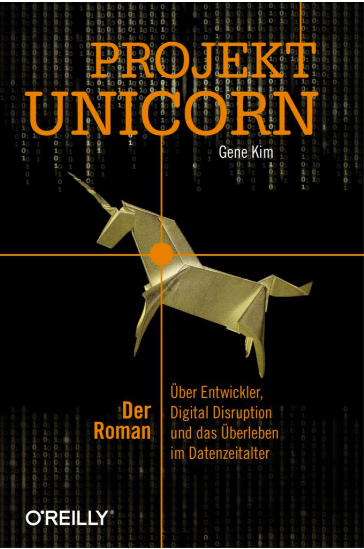 PROJEKT
UNICORN
Gene Kim
Der
Roman
Über Entwickler,
Digital Disruption
und das Überleben
im Datenzeitalter
O'REILLY®